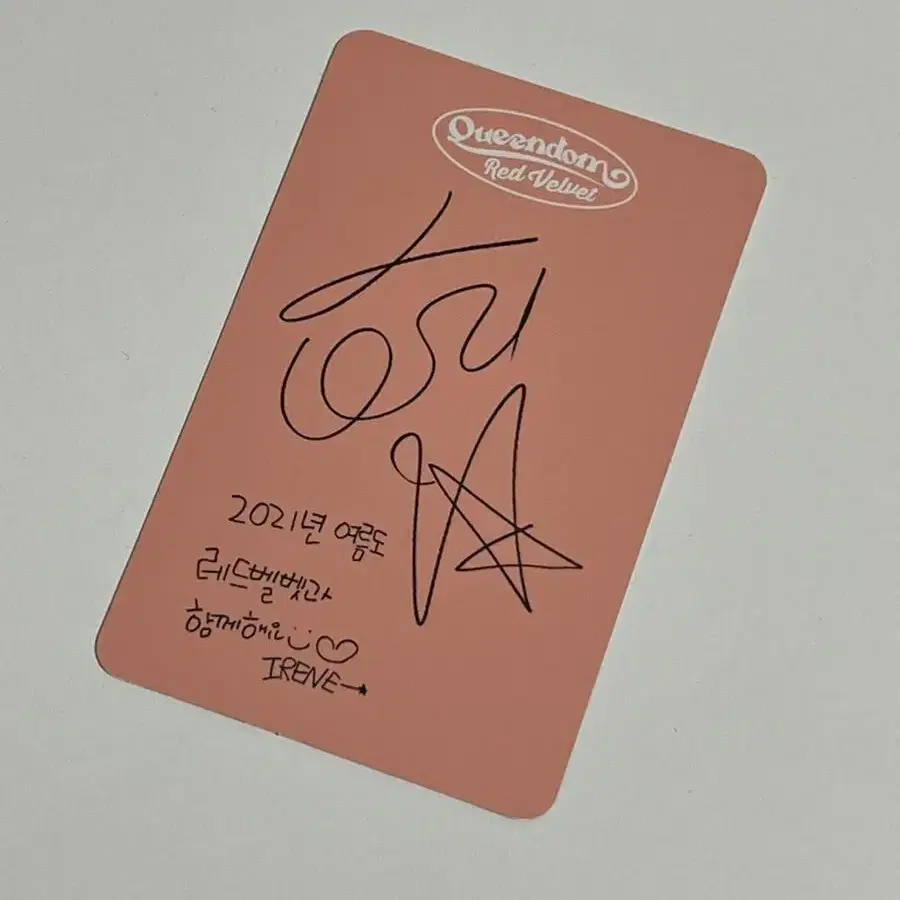 Queendom
Red Velvet
2021년 여름도
레드벨벳과
함께해요
IRENE